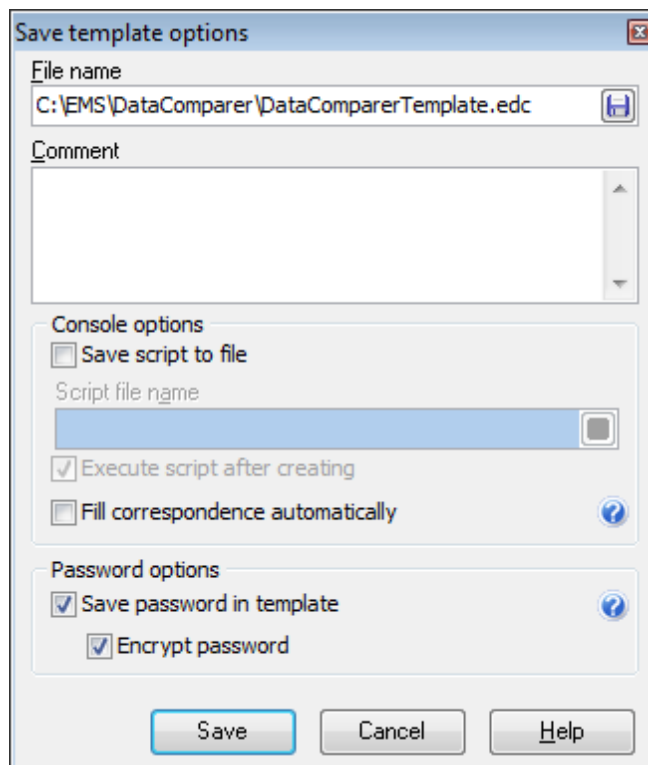 Save template options
File name
C:\EMS\DataComparer\DataComparerTemplate.edc
Comment
Console options
Save script to file
Script file name
Execute script after creating
Fill correspondence automatically
Password options
Save password in template
Encrypt password
Save Cancel Help